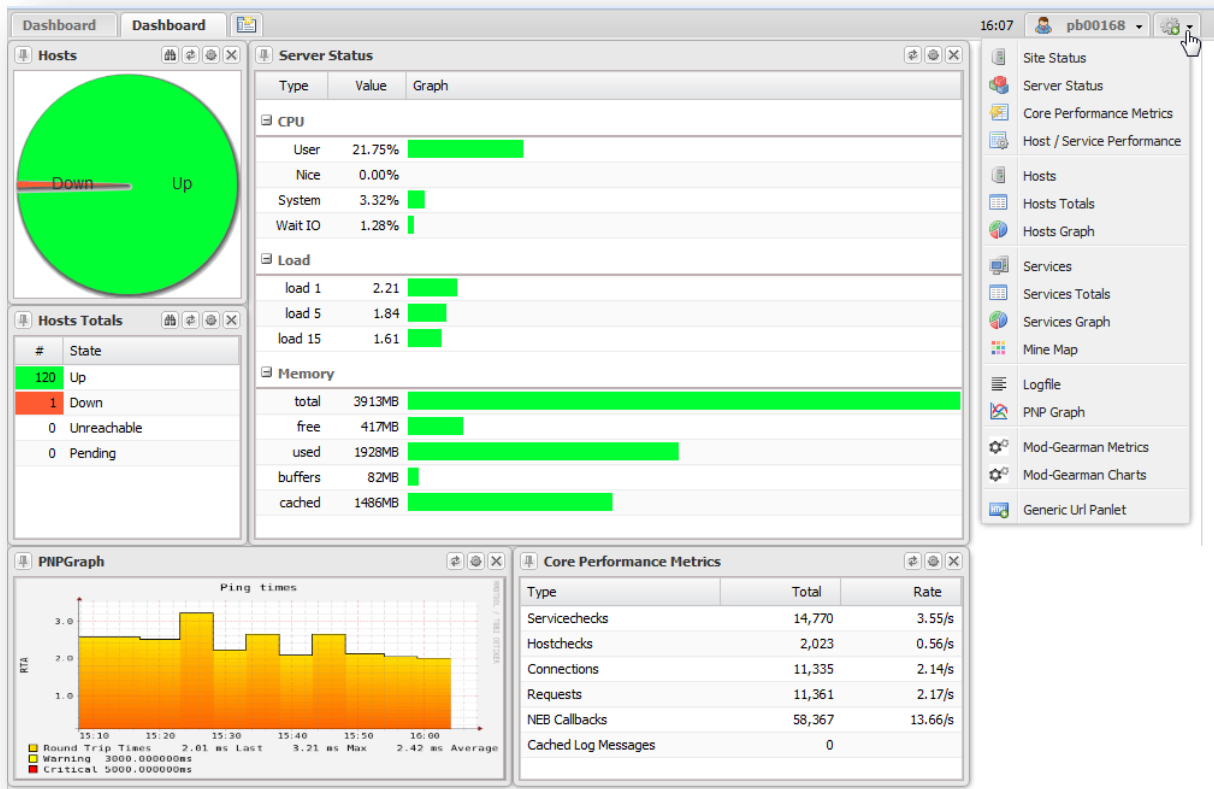 Dashboard Dashboard 16:07 pb00168
Hosts
Down Up
Hosts Totals
# State
120 Up
1 Down
0 Unreachable
0 Pending
Server Status
Type Value Graph
CPU
User 21.75%
Nice 0.00%
System 3.32%
Wait IO 1.28%
Load
load 1 2.21
load 5 1.84
load 15 1.61
Memory
total 3913MB
free 417MB
used 1928MB
buffers 82MB
cached 1486MB
Site Status
Server Status
Core Performance Metrics
Host / Service Performance
Hosts
Hosts Totals
Hosts Graph
Services
Services Totals
Services Graph
Mine Map
Logfile
PNP Graph
Mod-Gearman Metrics
Mod-Gearman Charts
Generic Url Panlet
PNPGraph
Ping times
RRDTOOL / TOBI OETIKER
RTA
3.0
2.0
1.0
15:10 15:20 15:30 15:40 15:50 16:00
Round Trip Times 2.01 ms Last 3.21 ms Max 2.42 ms Average
Warning 3000.000000ms
Critical 5000.000000ms
Core Performance Metrics
Type Total Rate
Servicechecks 14,770 3.55/s
Hostchecks 2,023 0.56/s
Connections 11,335 2.14/s
Requests 11,361 2.17/s
NEB Callbacks 58,367 13.66/s
Cached Log Messages 0